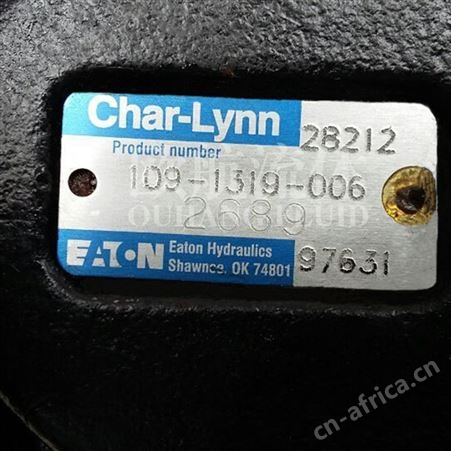 Char-Lynn 28212
Product number
109-1319-006
2689
EATON Eaton Hydraulics
Shawnee, OK 74801 97631
cn-africa.com.cn